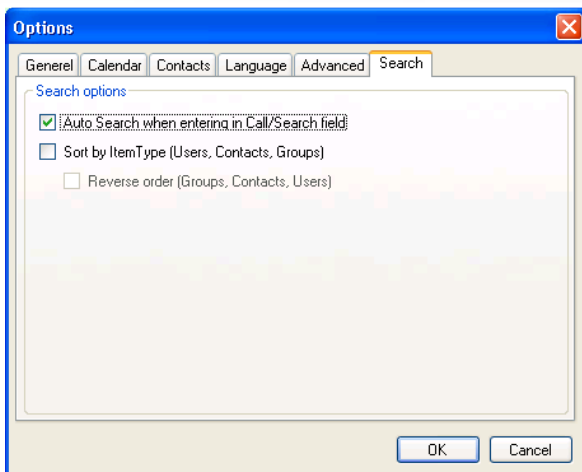 Options
Generel Calendar Contacts Language Advanced Search
Search options
Auto Search when entering in Call/Search field
Sort by ItemType (Users, Contacts, Groups)
Reverse order (Groups, Contacts, Users)
OK Cancel